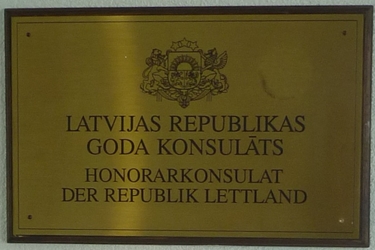 LATVIJAS REPUBLIKAS
GODA KONSULĀTS
HONORARKONSULAT
DER REPUBLIK LETTLAND